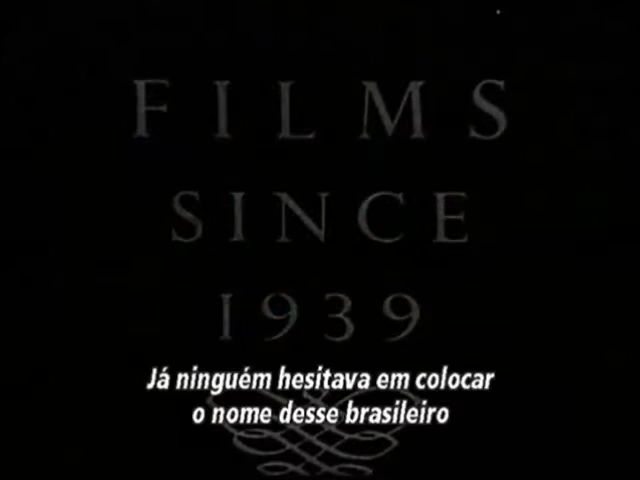 FILMS
SINCE
1939
Já ninguém hesitava em colocar
o nome desse brasileiro